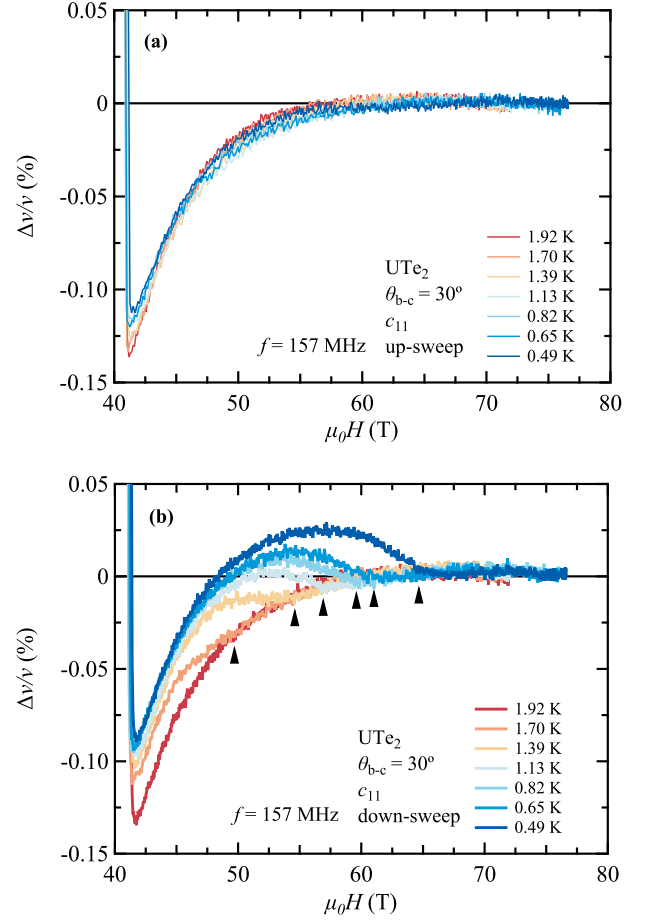 0.05
(a)
0
-0.05
-0.10
-0.15
Δv/v (%)
UTe2
θb-c = 30º
c11
f = 157 MHz up-sweep
1.92 K
1.70 K
1.39 K
1.13 K
0.82 K
0.65 K
0.49 K
40 50 60 70 80
μ0H (T)
0.05
(b)
0
-0.05
-0.10
-0.15
Δv/v (%)
UTe2
θb-c = 30º
c11
f = 157 MHz down-sweep
1.92 K
1.70 K
1.39 K
1.13 K
0.82 K
0.65 K
0.49 K
40 50 60 70 80
μ0H (T)